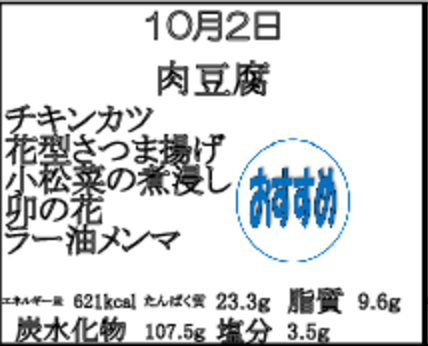 10月2日
肉豆腐
チキンカツ
花型さつま揚げ
小松菜の煮浸し
卯の花
ラー油メンマ
おすすめ
エネルギー量 621kcal たんぱく質 23.3g 脂質 9.6g
炭水化物 107.5g 塩分 3.5g